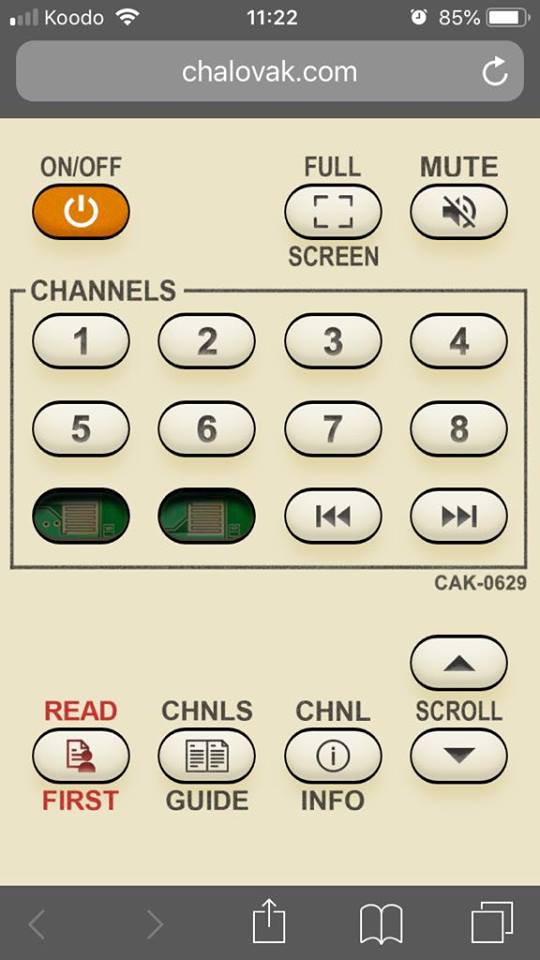 Koodo 11:22 85%
chalovak.com
ON/OFF FULL MUTE
SCREEN
CHANNELS
1 2 3 4
5 6 7 8
CAK-0629
READ CHNLS CHNL SCROLL
FIRST GUIDE INFO